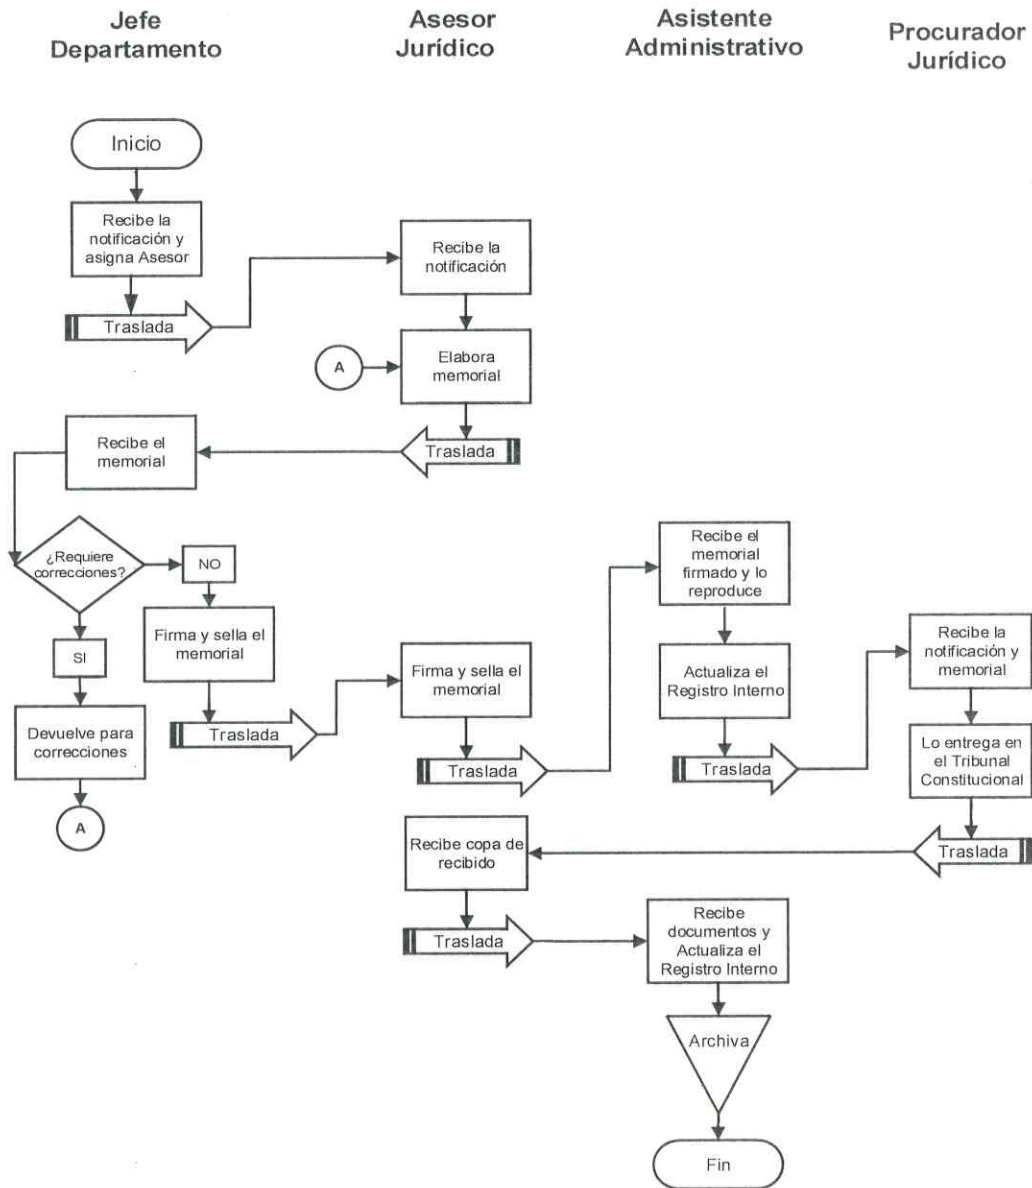 Jefe
Departamento
Asesor
Jurídico
Asistente
Administrativo
Procurador
Jurídico
Inicio
Recibe la
notificación y
asigna Asesor
Traslada
Recibe la
notificación
A
Elabora
memorial
Traslada
Recibe el
memorial
¿Requiere
correcciones?
NO
SI
Firma y sella el
memorial
Traslada
Devuelve para
correcciones
A
Firma y sella el
memorial
Traslada
Recibe el
memorial
firmado y lo
reproduce
Actualiza el
Registro Interno
Traslada
Recibe la
notificación y
memorial
Lo entrega en
el Tribunal
Constitucional
Traslada
Recibe copa de
recibido
Traslada
Recibe
documentos y
Actualiza el
Registro Interno
Archiva
Fin